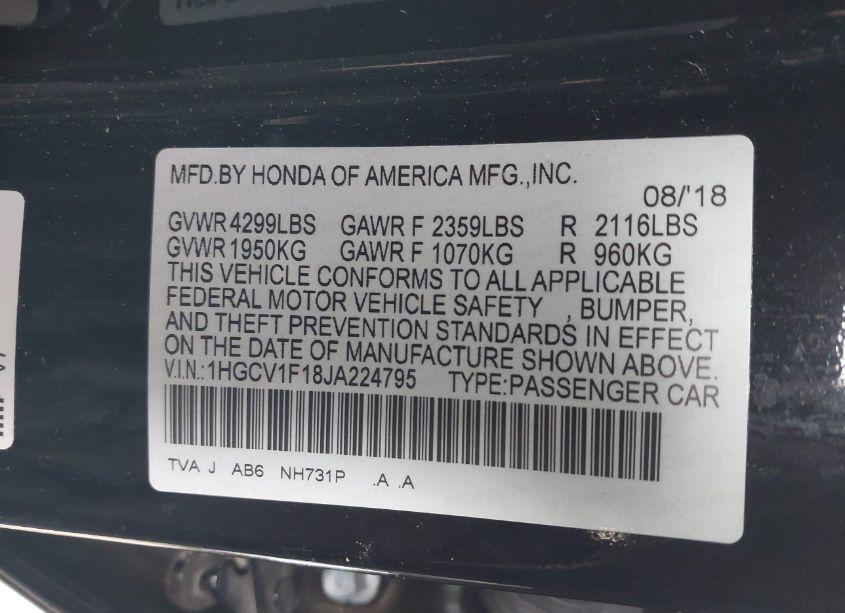 MFD.BY HONDA OF AMERICA MFG.,INC.
08/'18
GVWR 4299LBS GAWR F 2359LBS R 2116LBS
GVWR 1950KG GAWR F 1070KG R 960KG
THIS VEHICLE CONFORMS TO ALL APPLICABLE
FEDERAL MOTOR VEHICLE SAFETY , BUMPER,
AND THEFT PREVENTION STANDARDS IN EFFECT
ON THE DATE OF MANUFACTURE SHOWN ABOVE.
V.I.N.:1HGCV1F18JA224795 TYPE:PASSENGER CAR
TVA J AB6 NH731P .A .A